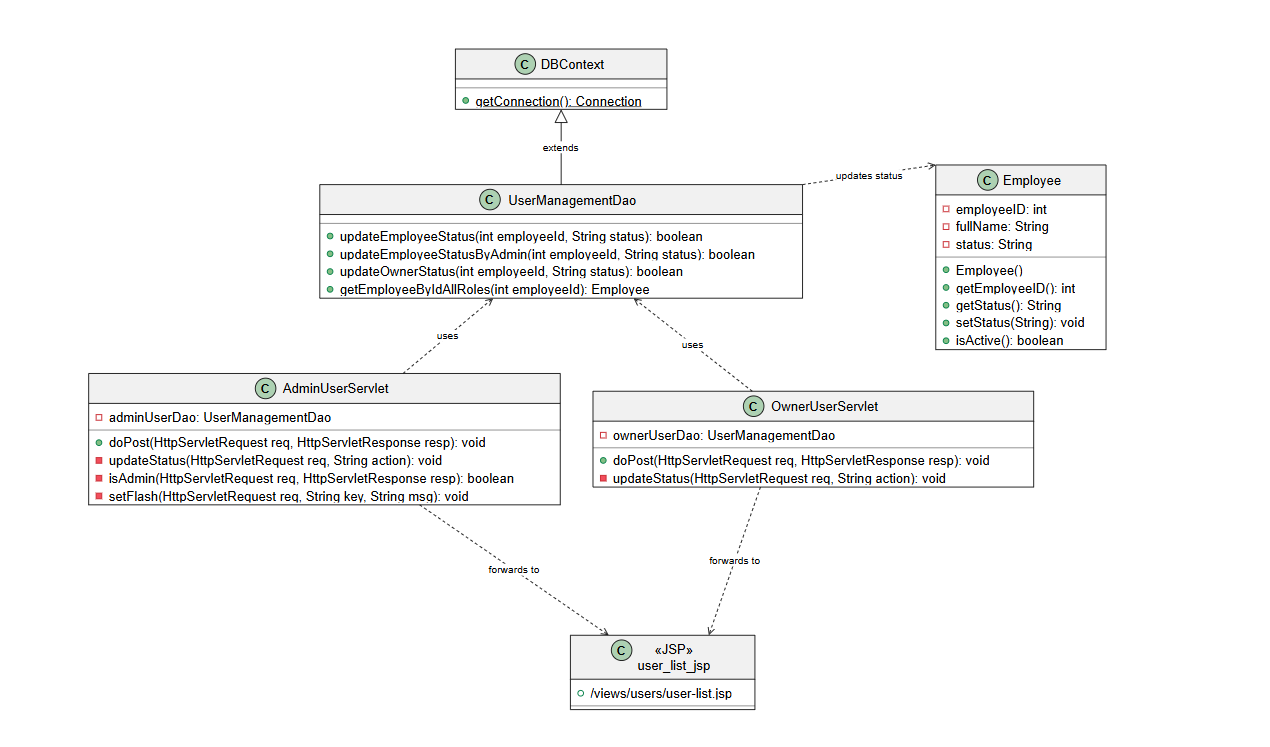 C DBContext
getConnection(): Connection
extends
updates status
C Employee
employeeID: int
fullName: String
status: String
Employee()
getEmployeeID(): int
getStatus(): String
setStatus(String): void
isActive(): boolean
C UserManagementDao
updateEmployeeStatus(int employeeId, String status): boolean
updateEmployeeStatusByAdmin(int employeeId, String status): boolean
updateOwnerStatus(int employeeId, String status): boolean
getEmployeeByIdAllRoles(int employeeId): Employee
uses
uses
C AdminUserServlet
adminUserDao: UserManagementDao
doPost(HttpServletRequest req, HttpServletResponse resp): void
updateStatus(HttpServletRequest req, String action): void
isAdmin(HttpServletRequest req, HttpServletResponse resp): boolean
setFlash(HttpServletRequest req, String key, String msg): void
C OwnerUserServlet
ownerUserDao: UserManagementDao
doPost(HttpServletRequest req, HttpServletResponse resp): void
updateStatus(HttpServletRequest req, String action): void
forwards to
forwards to
C «JSP»
user_list_jsp
/views/users/user-list.jsp